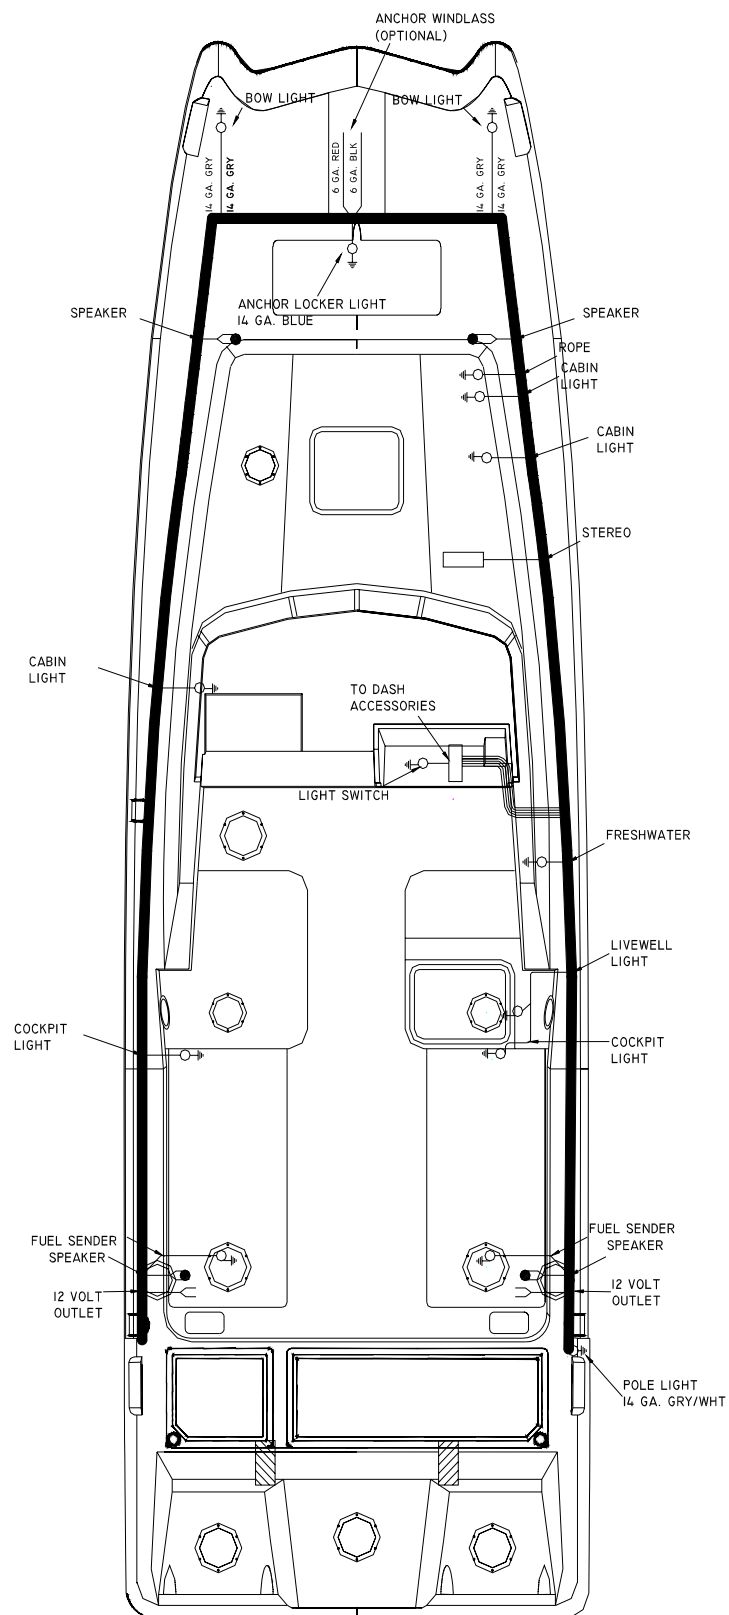 ANCHOR WINDLASS
(OPTIONAL)
BOW LIGHT
BOW LIGHT
14 GA. GRY
14 GA. GRY
6 GA. RED
6 GA. BLK
14 GA. GRY
14 GA. GRY
ANCHOR LOCKER LIGHT
14 GA. BLUE
SPEAKER
SPEAKER
ROPE
CABIN
LIGHT
CABIN
LIGHT
STEREO
CABIN
LIGHT
TO DASH
ACCESSORIES
LIGHT SWITCH
FRESHWATER
LIVEWELL
LIGHT
COCKPIT
LIGHT
COCKPIT
LIGHT
FUEL SENDER
SPEAKER
12 VOLT
OUTLET
FUEL SENDER
SPEAKER
12 VOLT
OUTLET
POLE LIGHT
14 GA. GRY/WHT